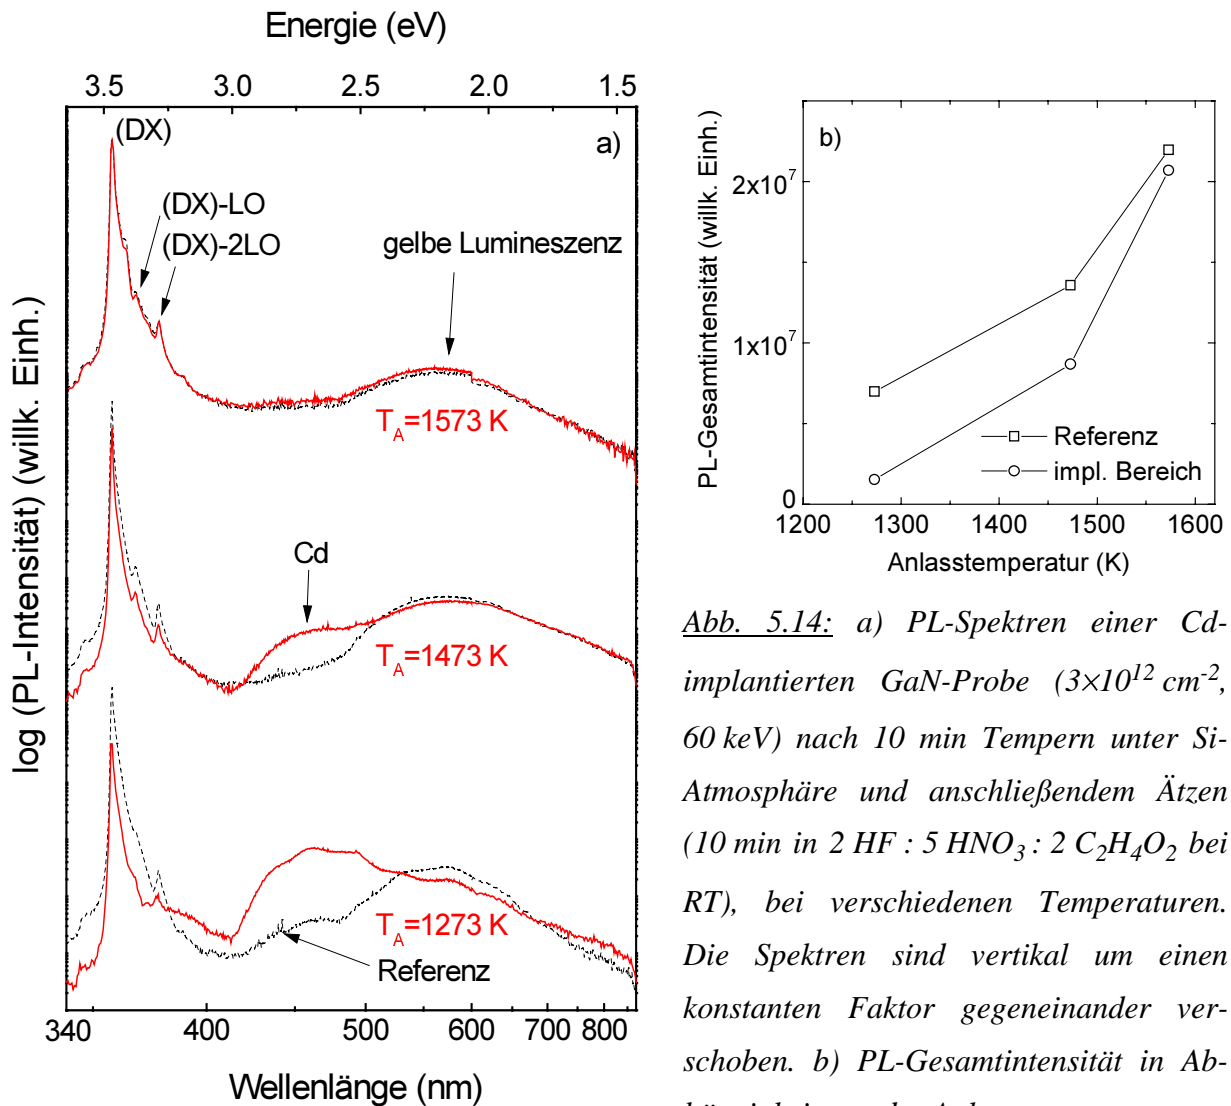 Energie (eV)
3.5 3.0 2.5 2.0 1.5
(DX)
a)
(DX)-LO
(DX)-2LO
gelbe Lumineszenz
T_A=1573 K
Cd
T_A=1473 K
T_A=1273 K
Referenz
log (PL-Intensität) (willk. Einh.)
340 400 500 600 700 800
Wellenlänge (nm)
b)
PL-Gesamtintensität (willk. Einh.)
2x10^7
1x10^7
0
Referenz
impl. Bereich
1200 1300 1400 1500 1600
Anlasstemperatur (K)
Abb. 5.14: a) PL-Spektren einer Cd-
implantierten GaN-Probe (3×10^12 cm^-2,
60 keV) nach 10 min Tempern unter Si-
Atmosphäre und anschließendem Ätzen
(10 min in 2 HF : 5 HNO_3 : 2 C_2H_4O_2 bei
RT), bei verschiedenen Temperaturen.
Die Spektren sind vertikal um einen
konstanten Faktor gegeneinander ver-
schoben. b) PL-Gesamtintensität in Ab-